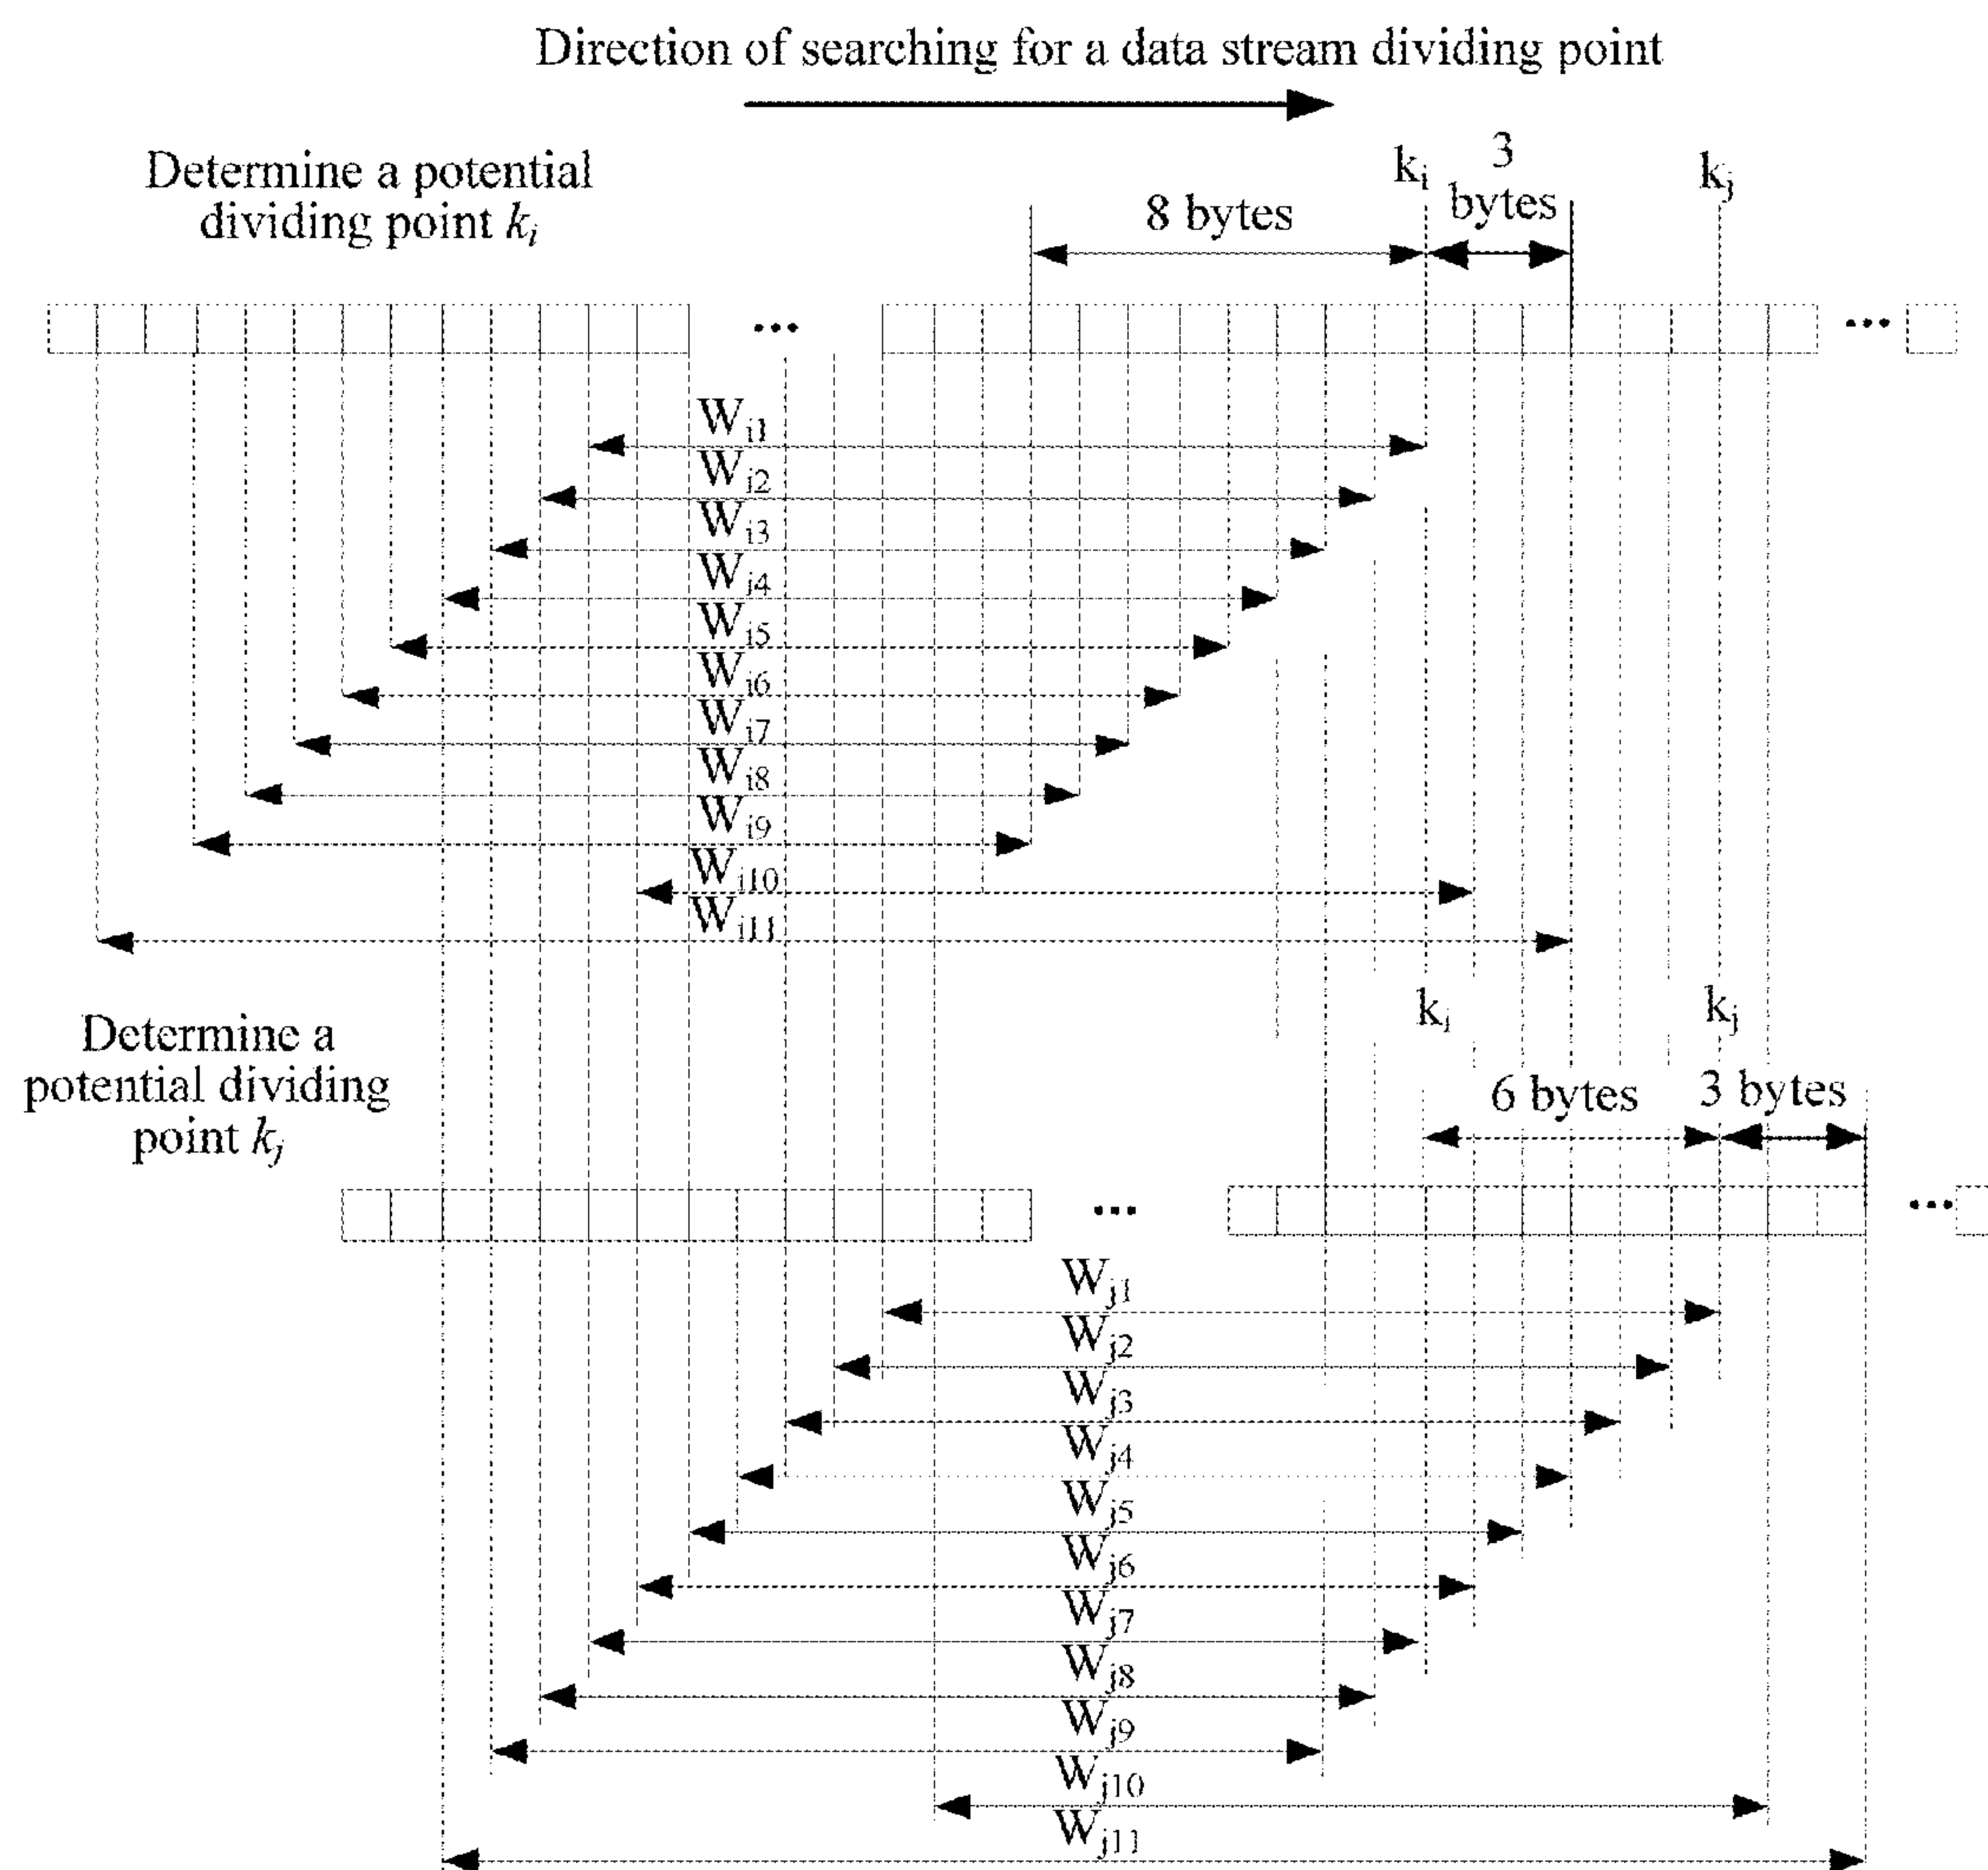 Direction of searching for a data stream dividing point
Determine a potential
dividing point ki
8 bytes
ki
3
bytes
kj
...
...
Wi1
Wi2
Wi3
Wj4
Wi5
Wi6
Wi7
Wi8
Wi9
Wi10
Wi11
Determine a
potential dividing
point kj
ki
kj
6 bytes
3 bytes
...
...
Wj1
Wj2
Wj3
Wj4
Wj5
Wj6
Wj7
Wj8
Wj9
Wj10
Wj11